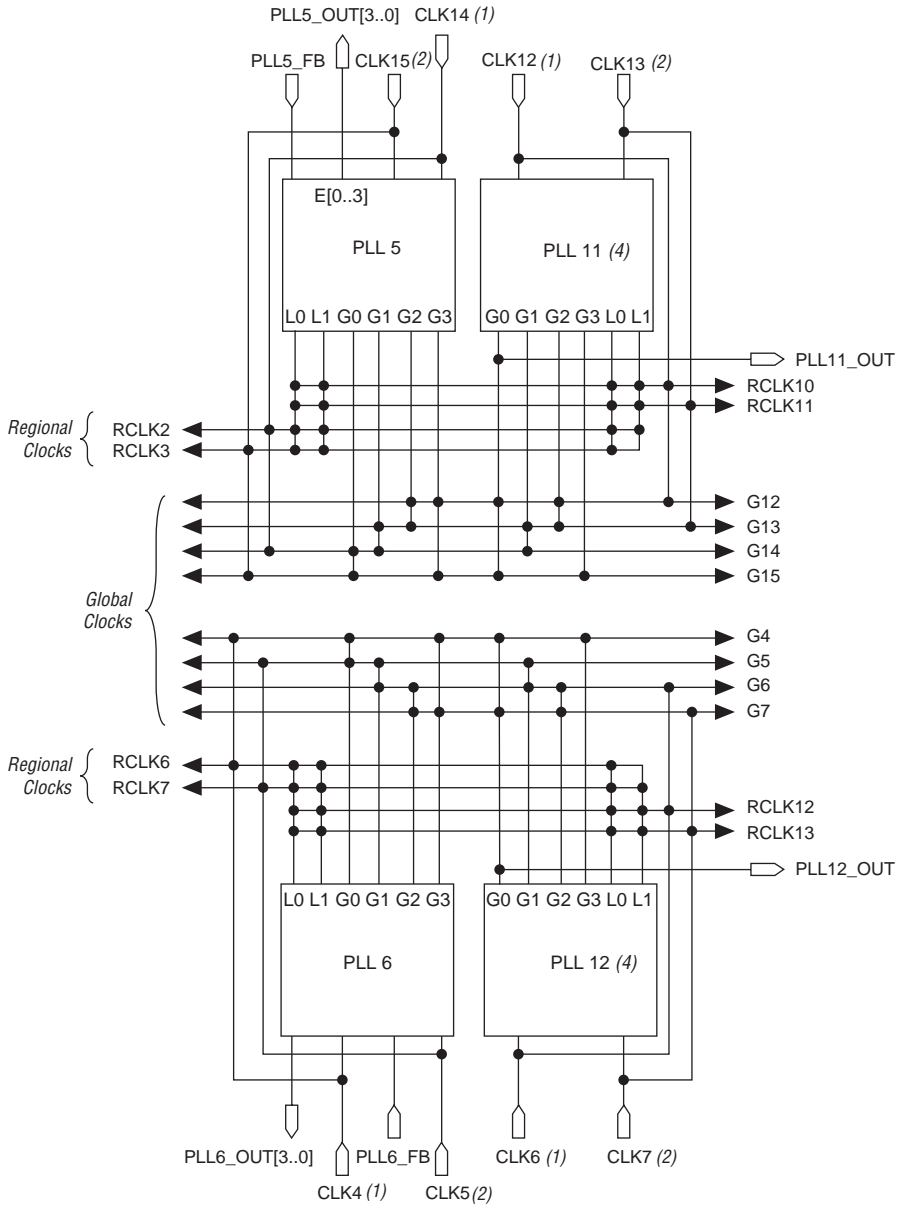 PLL5_OUT[3..0] CLK14 (1)
PLL5_FB CLK15 (2) CLK12 (1) CLK13 (2)
E[0..3]
PLL 5 PLL 11 (4)
L0 L1 G0 G1 G2 G3 G0 G1 G2 G3 L0 L1
PLL11_OUT
RCLK10
RCLK11
Regional
Clocks
RCLK2
RCLK3
G12
G13
G14
G15
Global
Clocks
G4
G5
G6
G7
Regional
Clocks
RCLK6
RCLK7
RCLK12
RCLK13
PLL12_OUT
L0 L1 G0 G1 G2 G3 G0 G1 G2 G3 L0 L1
PLL 6 PLL 12 (4)
PLL6_OUT[3..0] PLL6_FB CLK6 (1) CLK7 (2)
CLK4 (1) CLK5 (2)